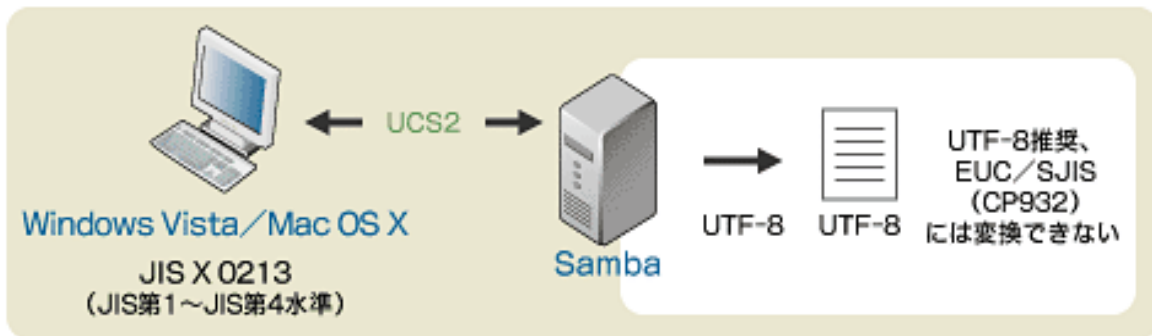 UCS2
Windows Vista／Mac OS X
JIS X 0213
（JIS第1～JIS第4水準）
Samba
UTF-8
UTF-8
UTF-8推奨、
EUC／SJIS
（CP932）
には変換できない